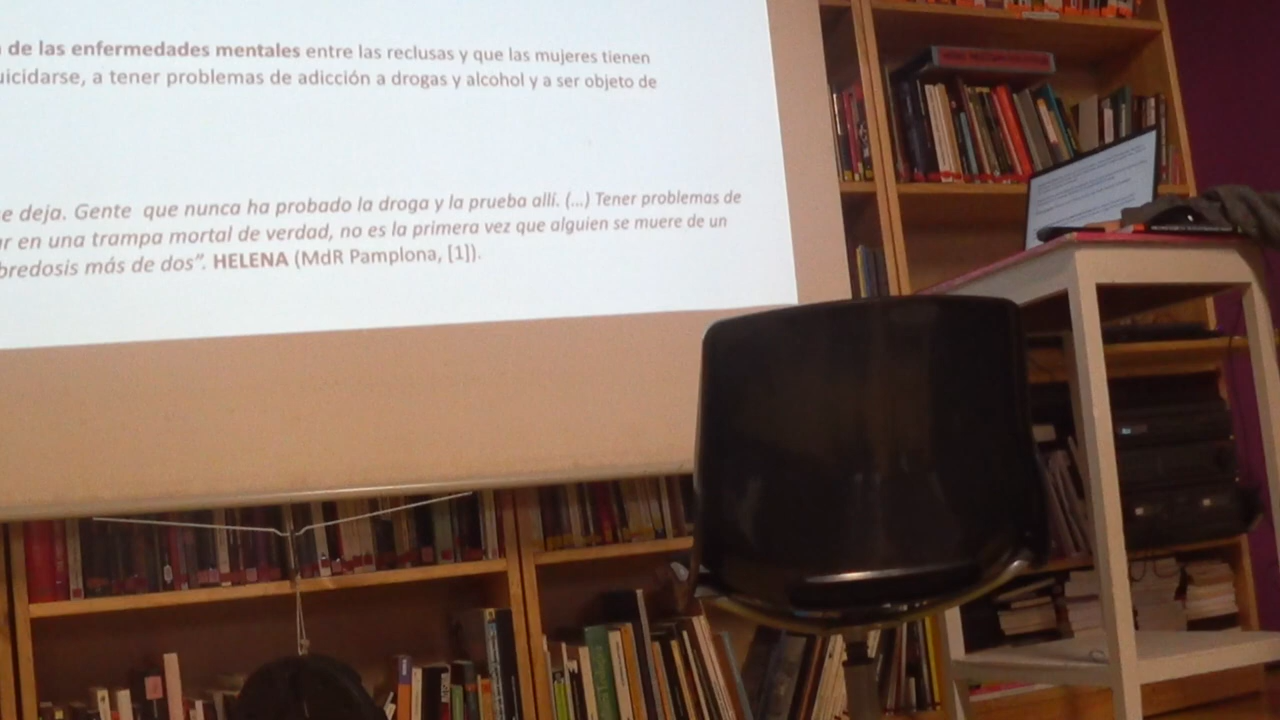 de las enfermedades mentales entre las reclusas y que las mujeres tienen
uicidarse, a tener problemas de adicción a drogas y alcohol y a ser objeto de
e deja. Gente que nunca ha probado la droga y la prueba allí. (...) Tener problemas de
r en una trampa mortal de verdad, no es la primera vez que alguien se muere de un
bredosis más de dos”. HELENA (MdR Pamplona, [1]).